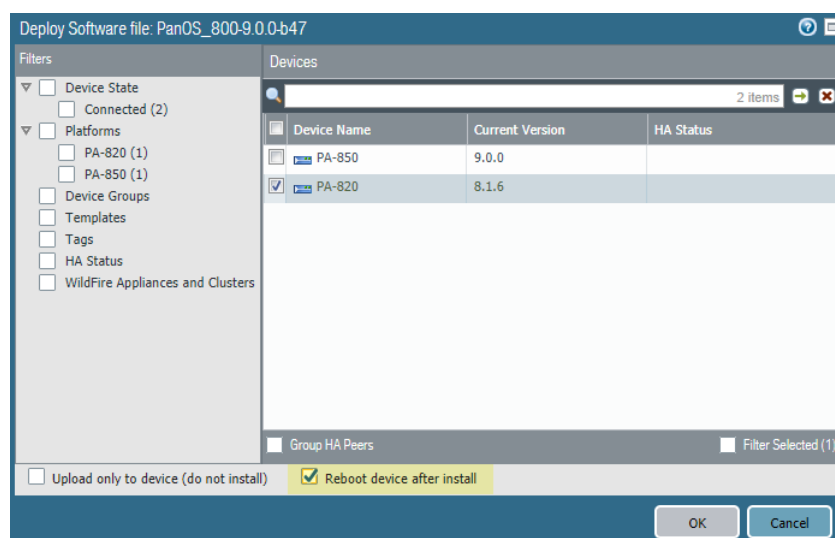 Deploy Software file: PanOS_800-9.0.0-b47
Filters
Device State
Connected (2)
Platforms
PA-820 (1)
PA-850 (1)
Device Groups
Templates
Tags
HA Status
WildFire Appliances and Clusters
Devices
2 items
Device Name Current Version HA Status
PA-850 9.0.0
PA-820 8.1.6
Group HA Peers Filter Selected (1)
Upload only to device (do not install) Reboot device after install
OK Cancel